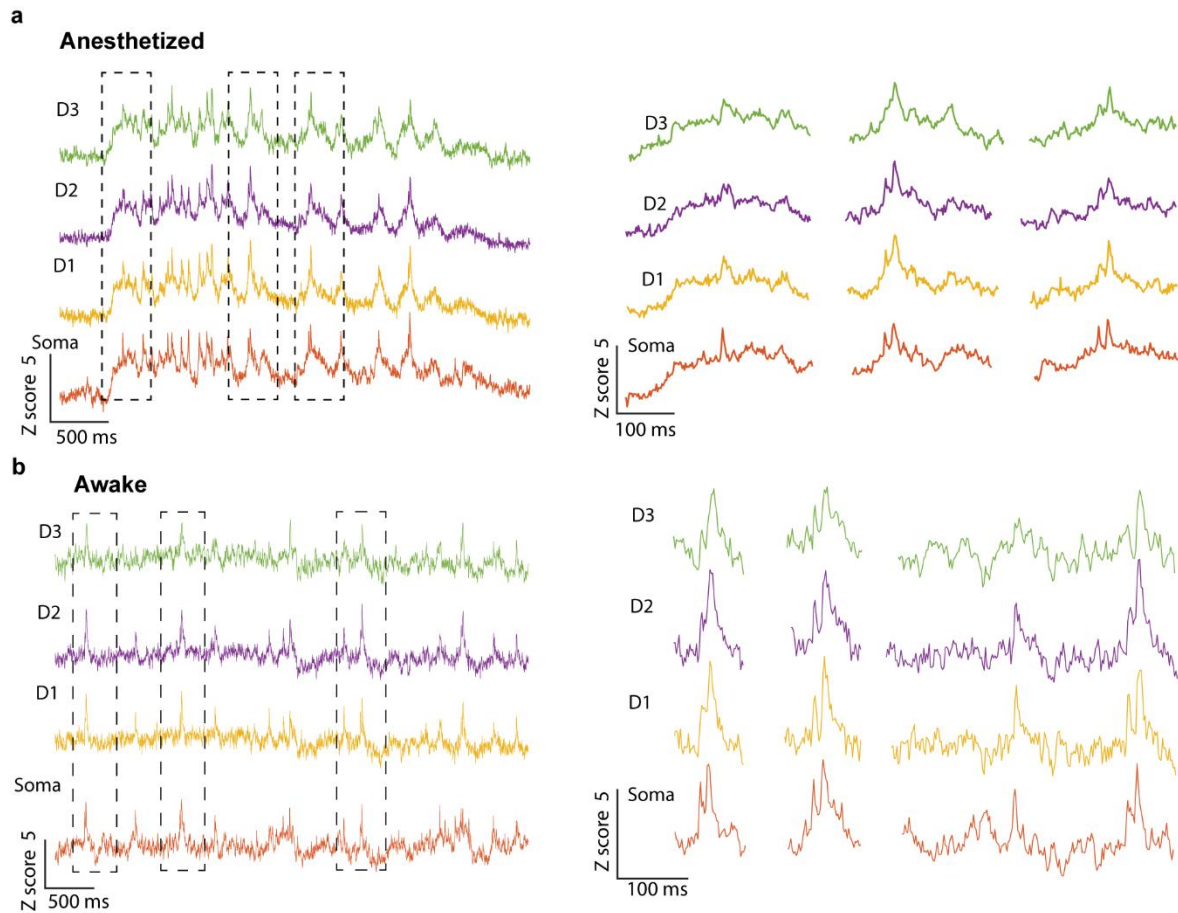 a
Anesthetized
D3
D2
D1
Soma
Z score 5
500 ms
D3
D2
D1
Soma
Z score 5
100 ms
b
Awake
D3
D2
D1
Soma
Z score 5
500 ms
D3
D2
D1
Soma
Z score 5
100 ms